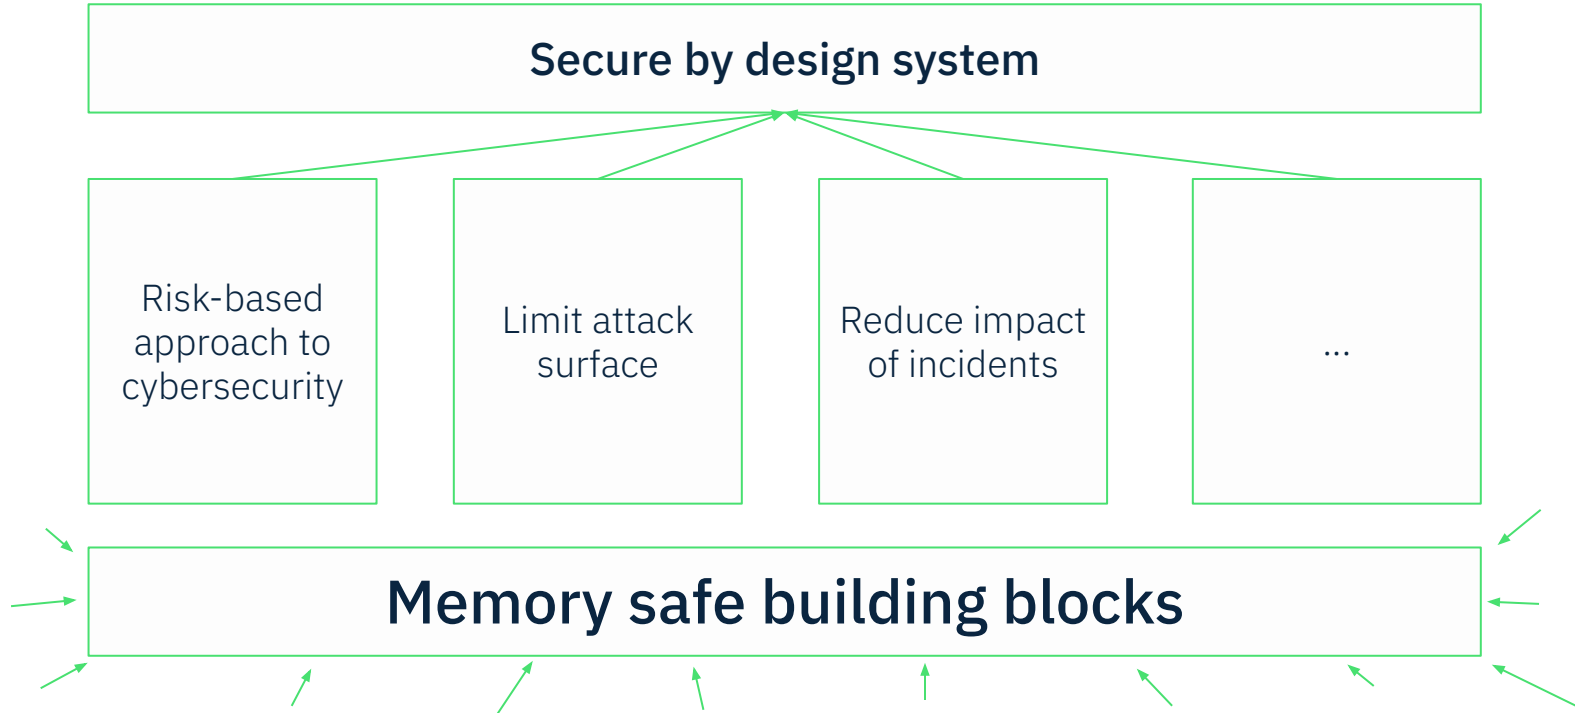 Secure by design system
Risk-based
approach to
cybersecurity
Limit attack
surface
Reduce impact
of incidents
...
Memory safe building blocks